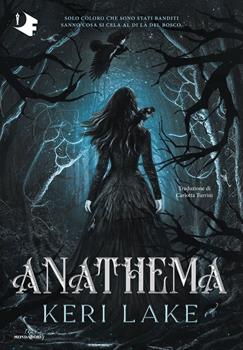 SOLO COLORO CHE SONO STATI BANDITI
SANNO COSA SI CELA AL DI LÀ DEL BOSCO.
Traduzione di
Carlotta Turrini
ANATHEMA
KERI LAKE
MONDADORI